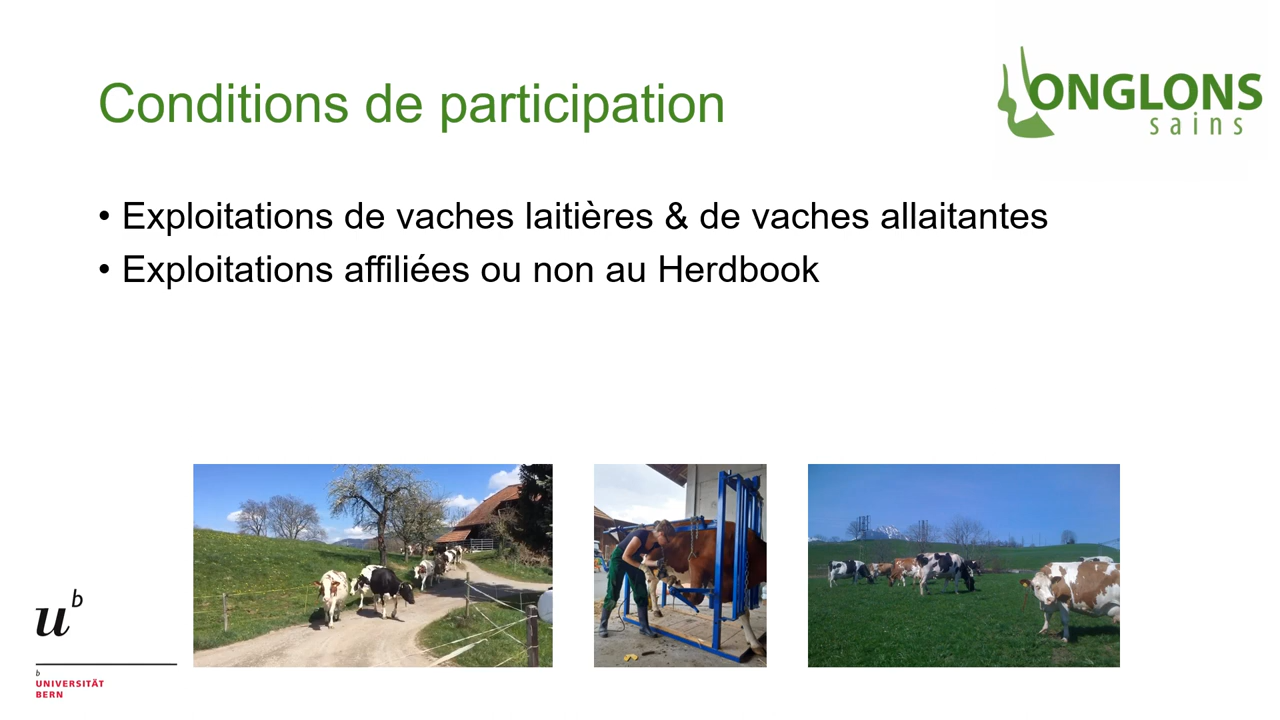 Conditions de participation
ONGLONS
sains
• Exploitations de vaches laitières & de vaches allaitantes
• Exploitations affiliées ou non au Herdbook
u b
b
UNIVERSITÄT
BERN